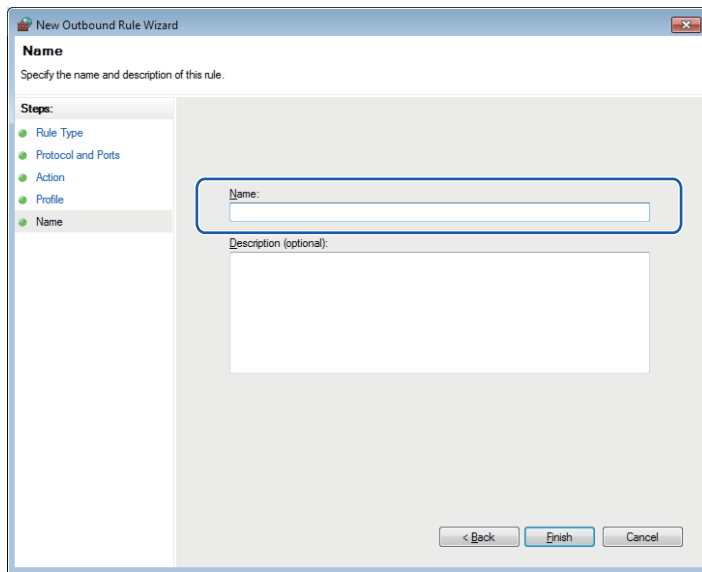 New Outbound Rule Wizard
Name
Specify the name and description of this rule.
Steps:
Rule Type
Protocol and Ports
Action
Profile
Name
Name:
Description (optional):
< Back
Finish
Cancel